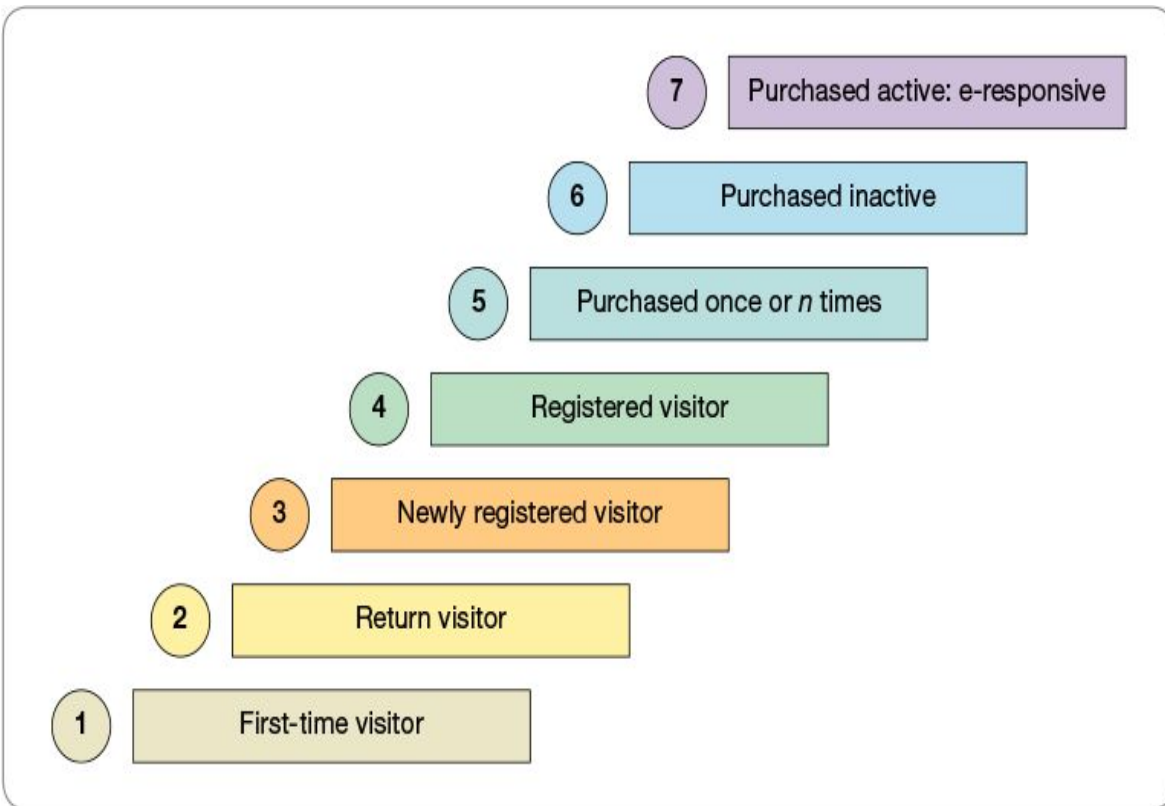 7 Purchased active: e-responsive
6 Purchased inactive
5 Purchased once or n times
4 Registered visitor
3 Newly registered visitor
2 Return visitor
1 First-time visitor